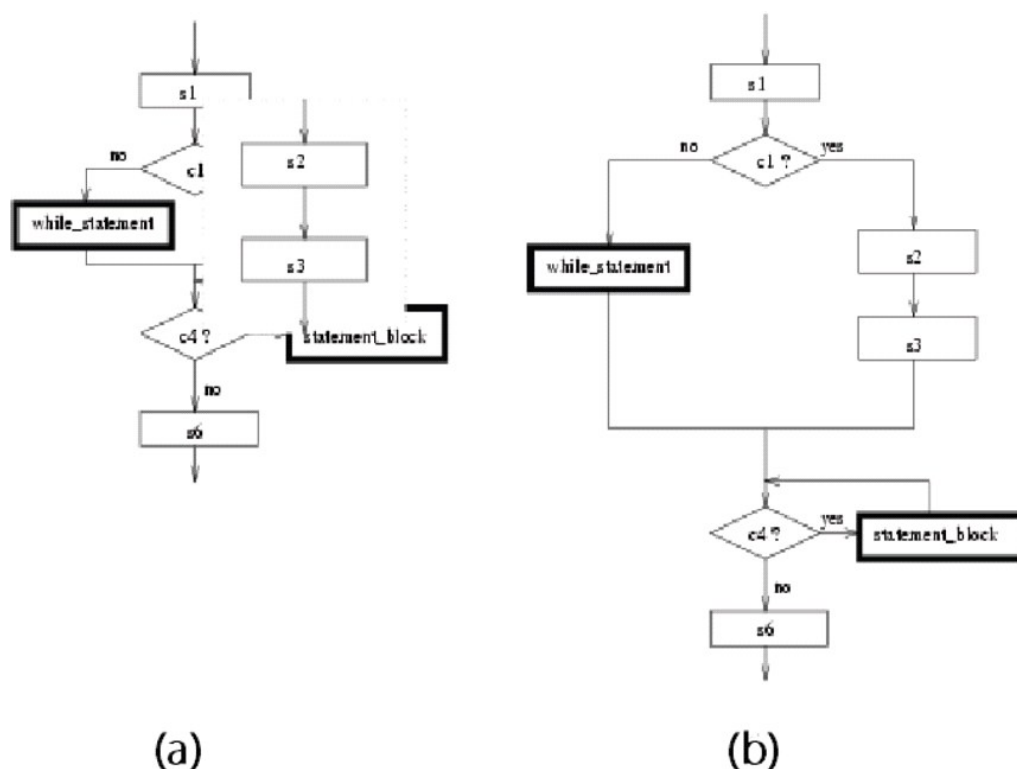 s1
no
c1
s2
while_statement
s3
c4 ?
statement_block
no
s6
(a)
s1
no
c1 ?
yes
s2
while_statement
s3
c4 ?
yes
statement_block
no
s6
(b)